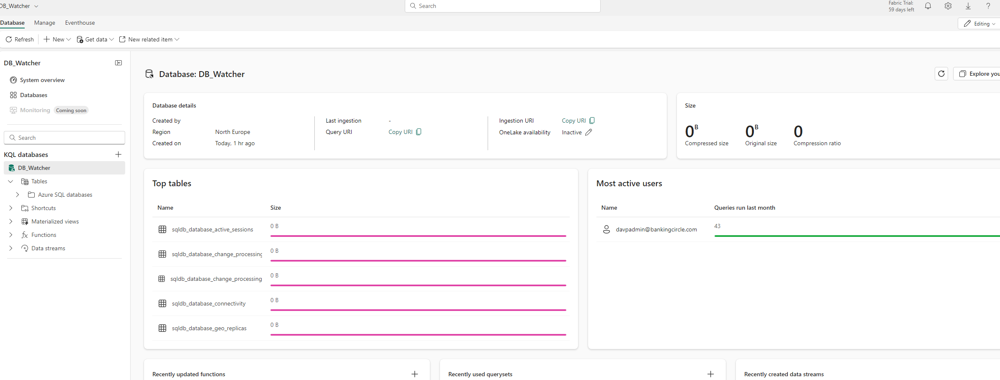 DB_Watcher
Search
Fabric Trial:
59 days left
?
Database Manage Eventhouse
Editing
Refresh New Get data New related item
DB_Watcher
System overview
Databases
Monitoring Coming soon
Search
KQL databases
DB_Watcher
Tables
Azure SQL databases
Shortcuts
Materialized views
fx Functions
Data streams
Database: DB_Watcher
Explore you
Database details
Created by
Region North Europe
Created on Today, 1 hr ago
Last ingestion -
Query URI Copy URI
Ingestion URI Copy URI
OneLake availability Inactive
Size
0 B
Compressed size
0 B
Original size
0
Compression ratio
Top tables
Name Size
sqldb_database_active_sessions 0 B
sqldb_database_change_processing 0 B
sqldb_database_change_processing 0 B
sqldb_database_connectivity 0 B
sqldb_database_geo_replicas 0 B
Most active users
Name Queries run last month
davpadmin@bankingcircle.com 43
Recently updated functions
Recently used querysets
Recently created data streams